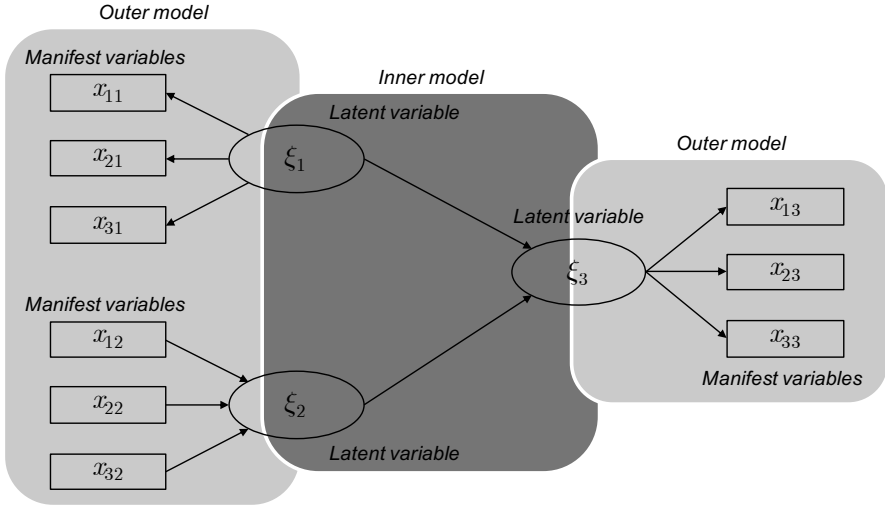 Outer model
Manifest variables
x₁₁
x₂₁
x₃₁
Manifest variables
x₁₂
x₂₂
x₃₂
Inner model
Latent variable
ξ₁
Latent variable
ξ₃
ξ₂
Latent variable
Outer model
x₁₃
x₂₃
x₃₃
Manifest variables